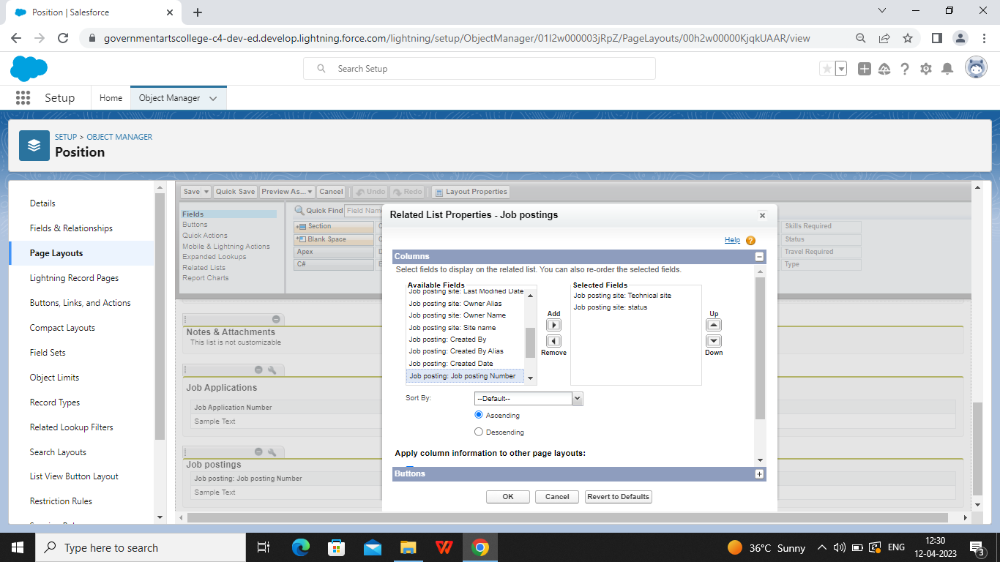 Position | Salesforce
governmentartscollege-c4-dev-ed.develop.lightning.force.com/lightning/setup/ObjectManager/01I2w000003jRpZ/PageLayouts/00h2w00000KjqkUAAR/view
Search Setup
Setup
Home
Object Manager
SETUP > OBJECT MANAGER
Position
Details
Fields & Relationships
Page Layouts
Lightning Record Pages
Buttons, Links, and Actions
Compact Layouts
Field Sets
Object Limits
Record Types
Related Lookup Filters
Search Layouts
List View Button Layout
Restriction Rules
Save
Quick Save
Preview As...
Cancel
Undo
Redo
Layout Properties
Fields
Buttons
Quick Actions
Mobile & Lightning Actions
Expanded Lookups
Related Lists
Report Charts
Quick Find
Field Name
Section
Blank Space
Apex
C#
Skills Required
Status
Travel Required
Type
Notes & Attachments
This list is not customizable
Job Applications
Job Application Number
Sample Text
Job postings
Job posting: Job posting Number
Sample Text
Related List Properties - Job postings
Help
Columns
Select fields to display on the related list. You can also re-order the selected fields.
Available Fields
Job posting site: Last Modified Date
Job posting site: Owner Alias
Job posting site: Owner Name
Job posting site: Site name
Job posting: Created By
Job posting: Created By Alias
Job posting: Created Date
Job posting: Job posting Number
Add
Remove
Selected Fields
Job posting site: Technical site
Job posting site: status
Up
Down
Sort By:
--Default--
Ascending
Descending
Apply column information to other page layouts:
Buttons
OK
Cancel
Revert to Defaults
Type here to search
36°C Sunny
ENG
12:30
12-04-2023
3